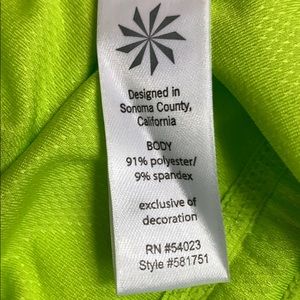 Designed in
Sonoma County,
California
BODY
91% polyester/
9% spandex
exclusive of
decoration
RN #54023
Style #581751